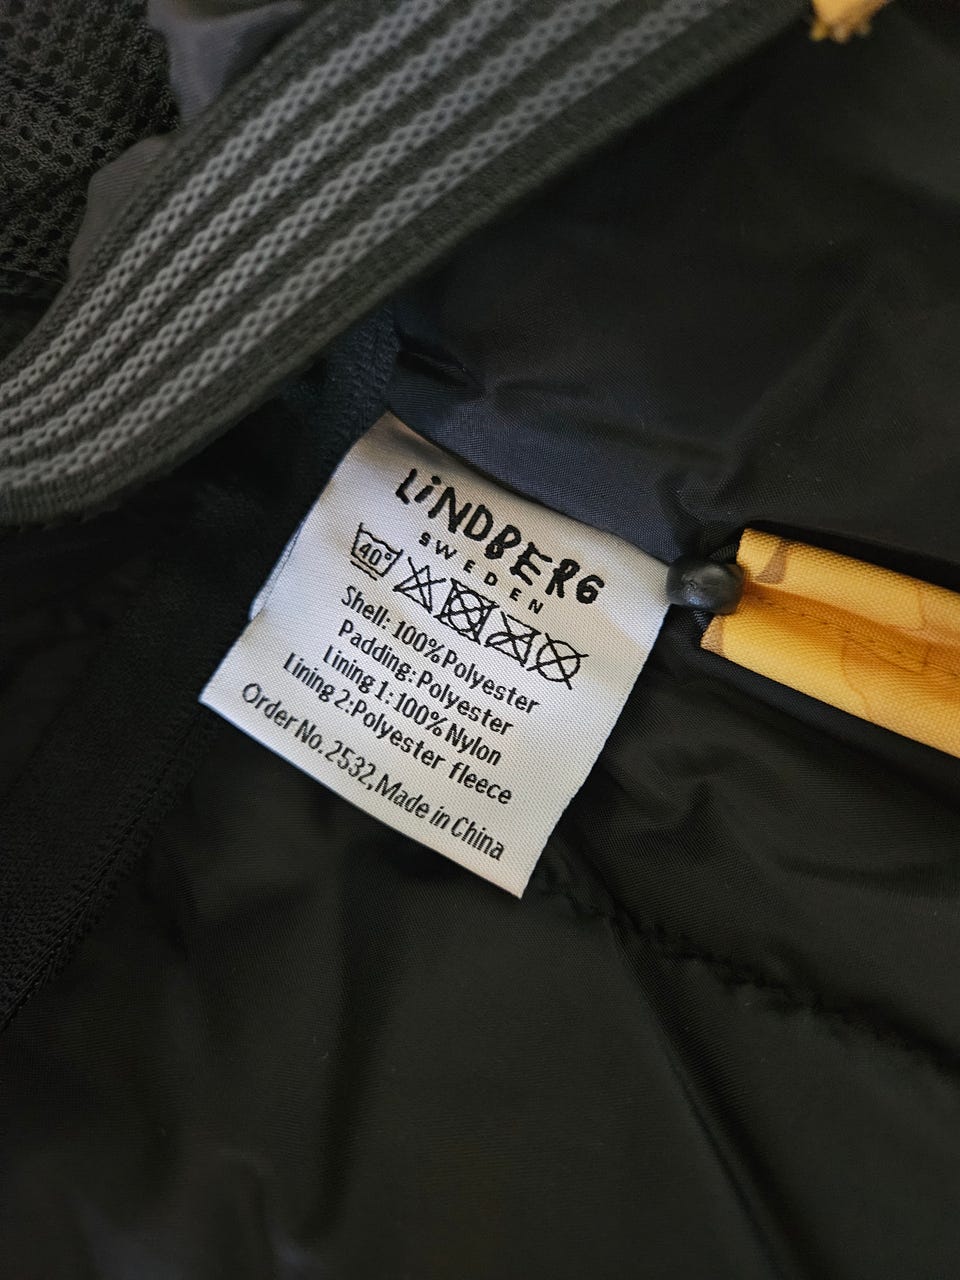 LiNDBERG
SWEDEN
40°
Shell: 100%Polyester
Padding: Polyester
Lining 1: 100%Nylon
Lining 2:Polyester fleece
Order No. 2532,Made in China